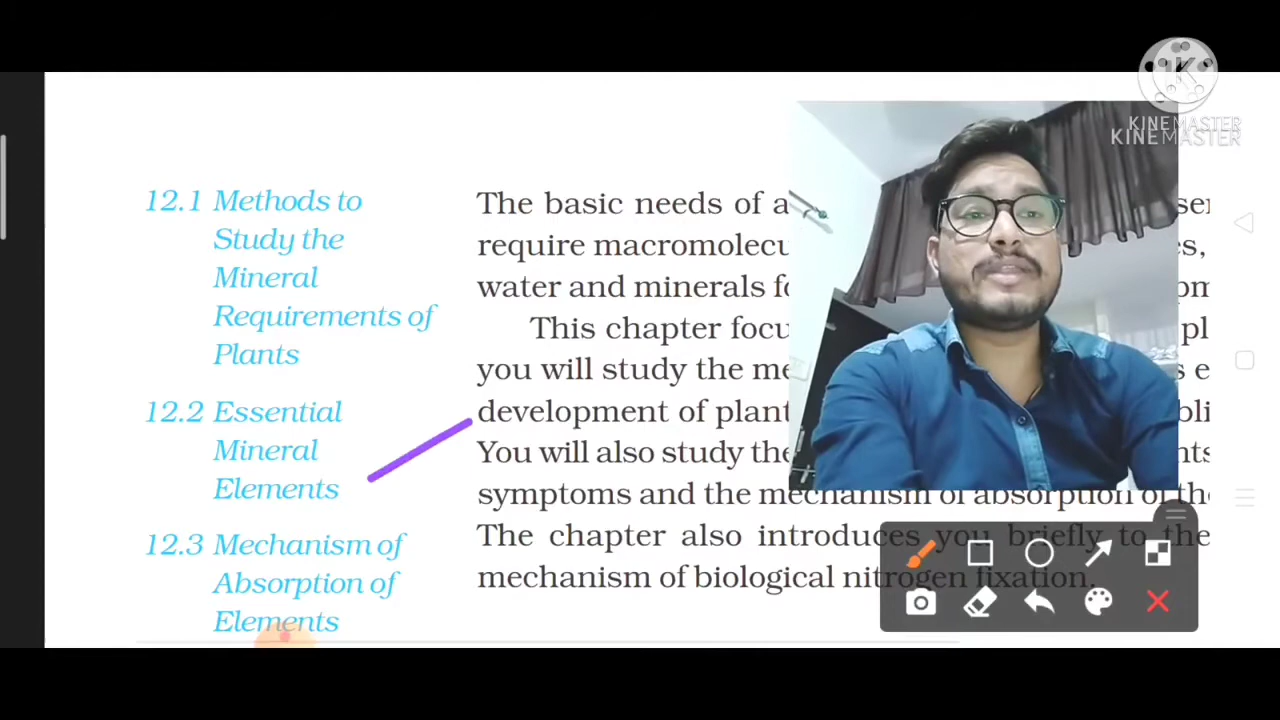 KINEMASTER
KINEMASTER
12.1 Methods to
Study the
Mineral
Requirements of
Plants
12.2 Essential
Mineral
Elements
12.3 Mechanism of
Absorption of
Elements
The basic needs of a
require macromolecu
water and minerals fo
This chapter focu
you will study the me
development of plant
You will also study the
symptoms and the mechanism of absorption of the
The chapter also introduces you briefly to the
mechanism of biological nitrogen fixation.